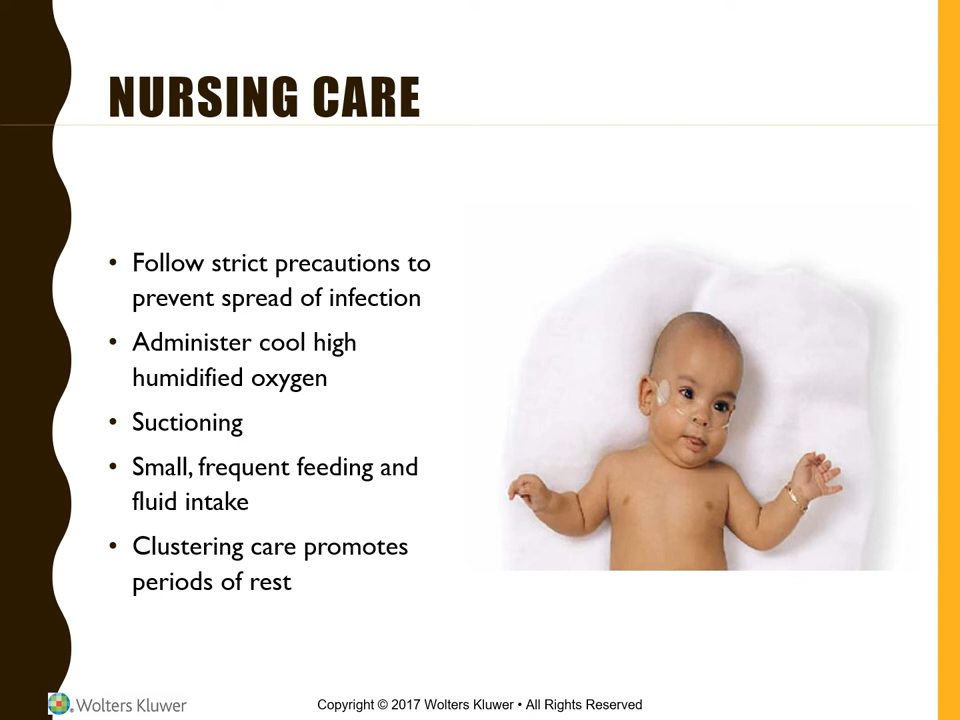 NURSING CARE
• Follow strict precautions to
prevent spread of infection
• Administer cool high
humidified oxygen
• Suctioning
• Small, frequent feeding and
fluid intake
• Clustering care promotes
periods of rest
Wolters Kluwer
Copyright © 2017 Wolters Kluwer • All Rights Reserved